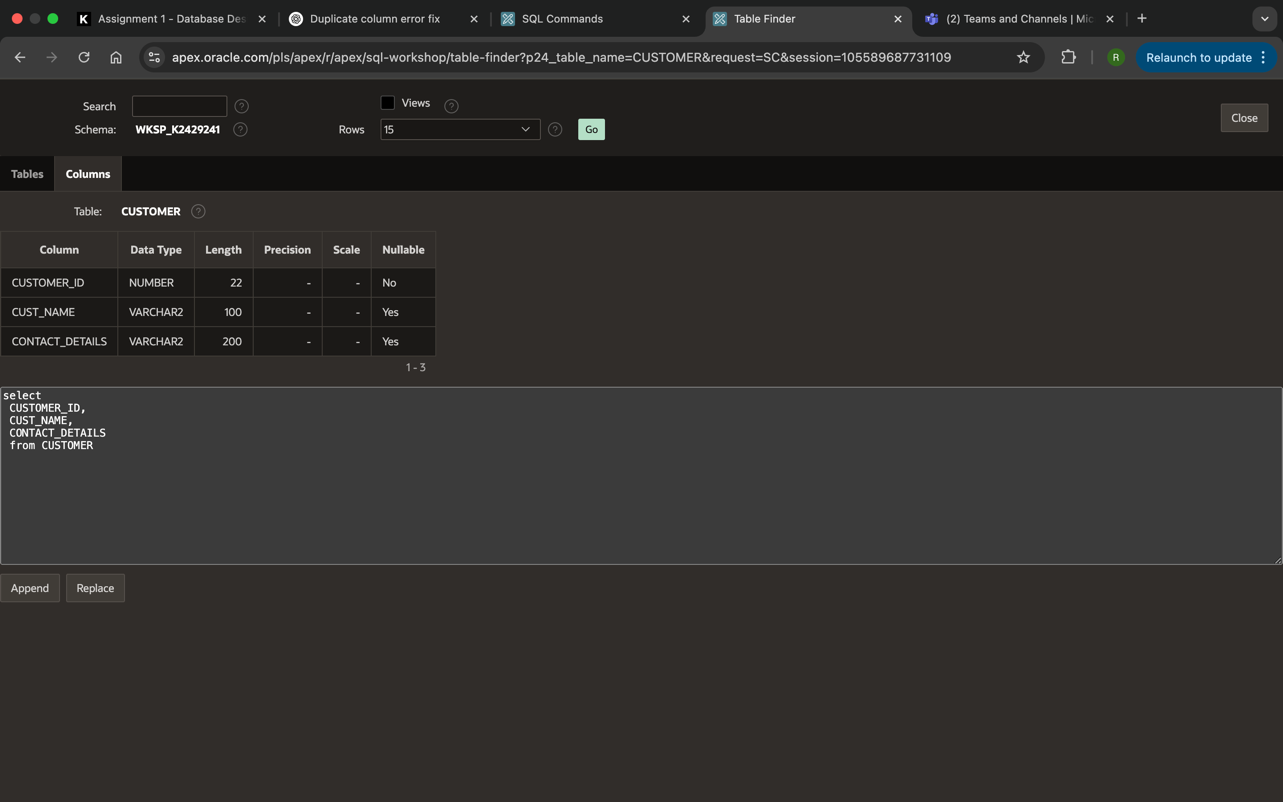 Assignment 1 - Database Des
Duplicate column error fix
SQL Commands
Table Finder
(2) Teams and Channels | Mic
apex.oracle.com/pls/apex/r/apex/sql-workshop/table-finder?p24_table_name=CUSTOMER&request=SC&session=105589687731109
R
Relaunch to update
Search
Views
Schema: WKSP_K2429241
Rows 15
Go
Close
Tables Columns
Table: CUSTOMER
Column Data Type Length Precision Scale Nullable
CUSTOMER_ID NUMBER 22 - - No
CUST_NAME VARCHAR2 100 - - Yes
CONTACT_DETAILS VARCHAR2 200 - - Yes
1 - 3
select
CUSTOMER_ID,
CUST_NAME,
CONTACT_DETAILS
from CUSTOMER
Append Replace